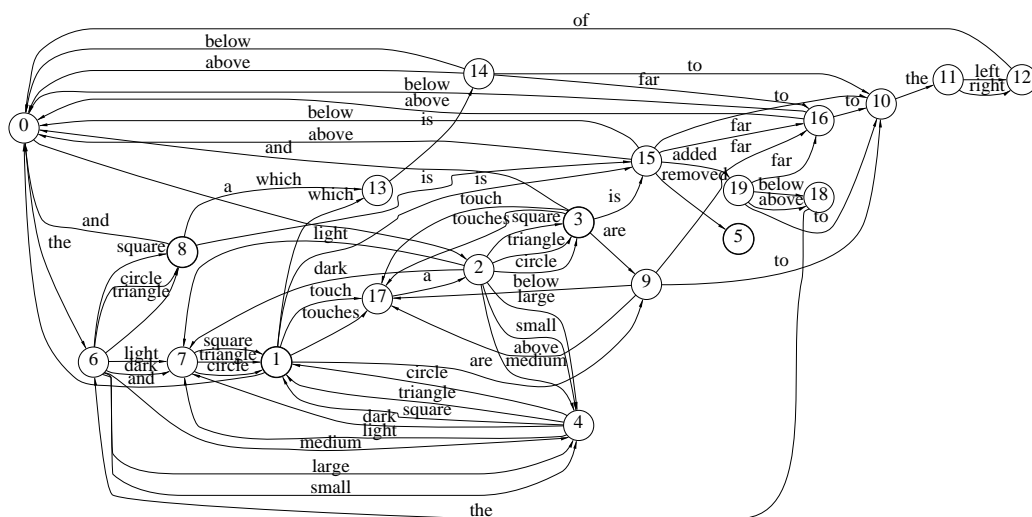 of
below
14
to
above
far
11
left
12
the
right
below
above
to
10
16
0
below
is
far
above
and
15
added
far
far
a
which
which
13
is
is
removed
19
below
18
touch
above
and
the
square
8
light
touches
square
3
is
triangle
are
5
to
circle
2
dark
a
9
to
circle
triangle
touch
17
below
large
touches
small
square
above
6
light
7
triangle
1
are
medium
dark
circle
circle
and
triangle
dark
square
4
light
medium
large
small
the